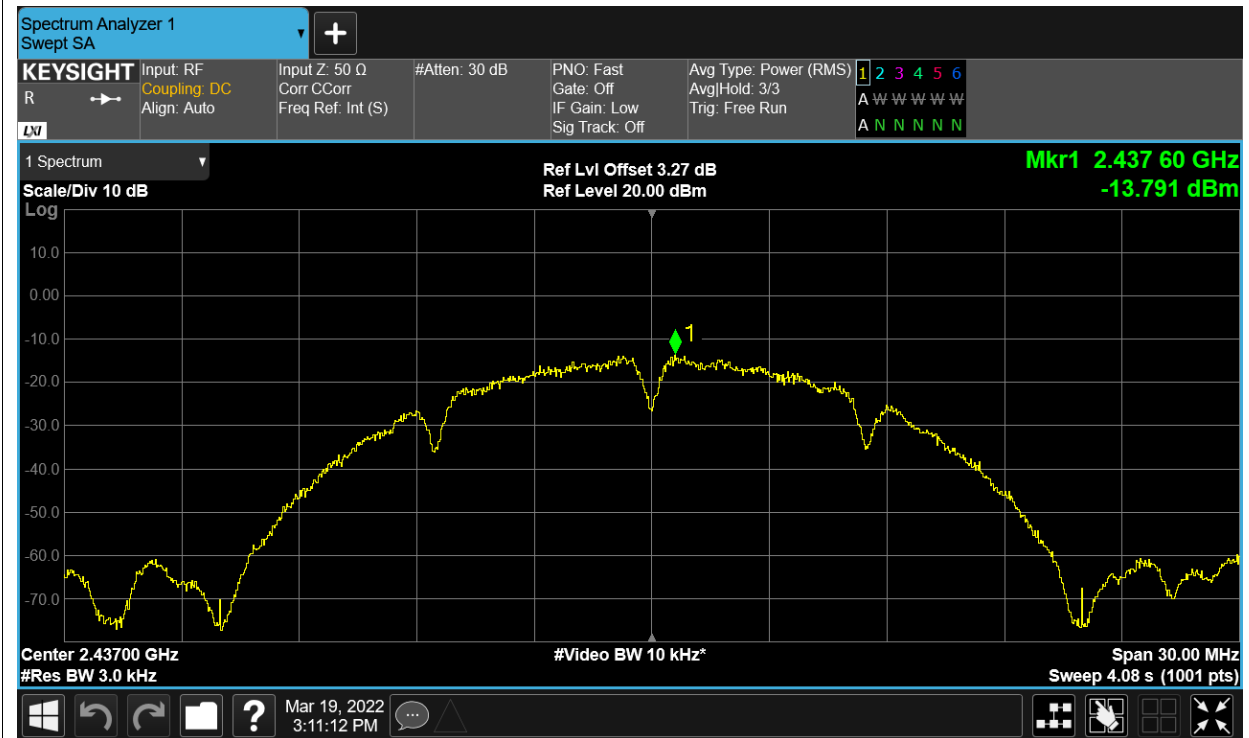 Spectrum Analyzer 1
Swept SA
KEYSIGHT
R
LXI
Input: RF
Coupling: DC
Align: Auto
Input Z: 50 Ω
Corr CCorr
Freq Ref: Int (S)
#Atten: 30 dB
PNO: Fast
Gate: Off
IF Gain: Low
Sig Track: Off
Avg Type: Power (RMS)
Avg|Hold: 3/3
Trig: Free Run
1 2 3 4 5 6
A W W W W W
A N N N N N
1 Spectrum
Scale/Div 10 dB
Ref Lvl Offset 3.27 dB
Ref Level 20.00 dBm
Mkr1 2.437 60 GHz
-13.791 dBm
Log
10.0
0.00
-10.0
-20.0
-30.0
-40.0
-50.0
-60.0
-70.0
1
Center 2.43700 GHz
#Res BW 3.0 kHz
#Video BW 10 kHz*
Span 30.00 MHz
Sweep 4.08 s (1001 pts)
?
Mar 19, 2022
3:11:12 PM